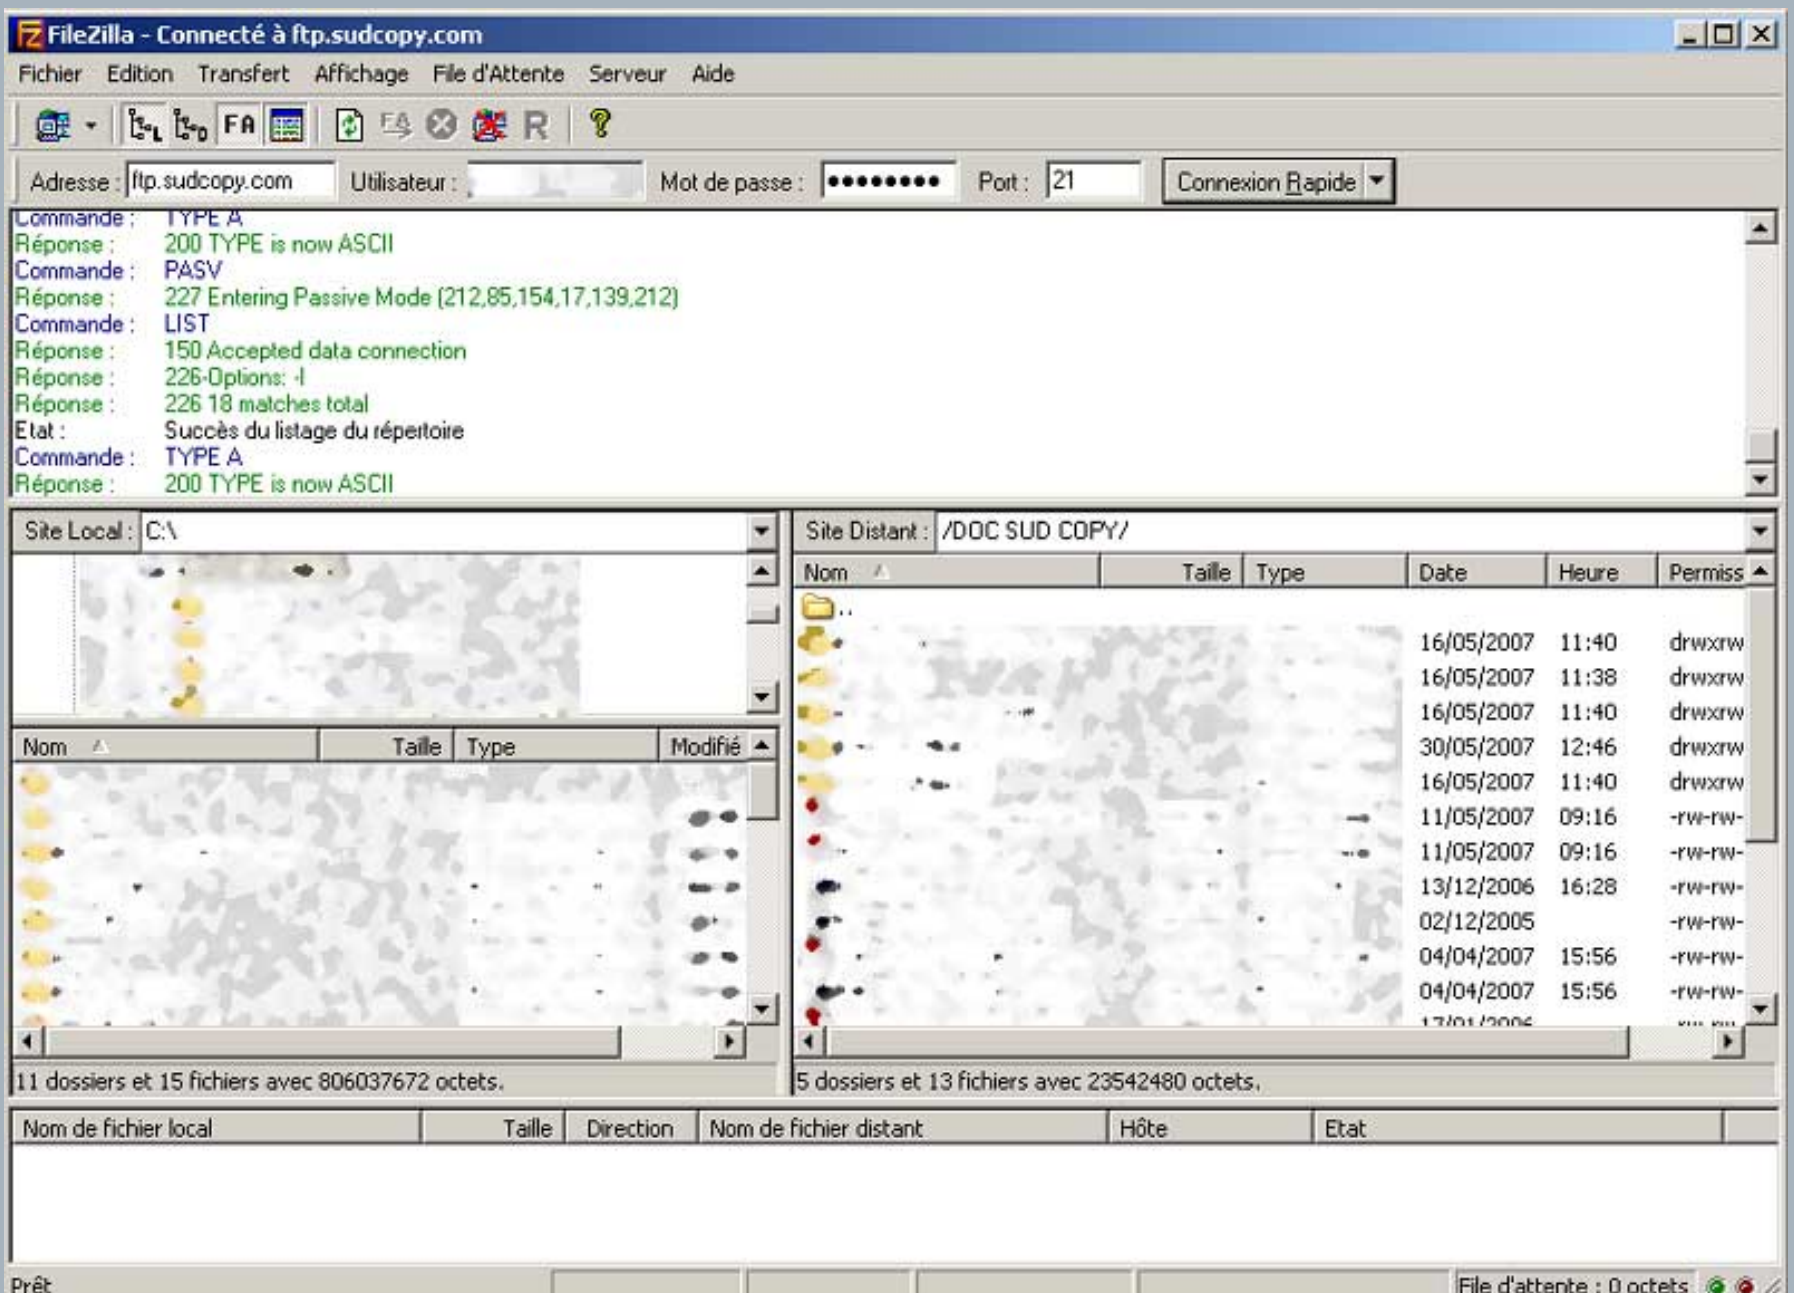 FileZilla - Connecté à ftp.sudcopy.com
Fichier Edition Transfert Affichage File d'Attente Serveur Aide
L D FA R ?
Adresse : ftp.sudcopy.com Utilisateur : Mot de passe : ●●●●●●●● Port : 21 Connexion Rapide
Commande : TYPE A
Réponse : 200 TYPE is now ASCII
Commande : PASV
Réponse : 227 Entering Passive Mode (212,85,154,17,139,212)
Commande : LIST
Réponse : 150 Accepted data connection
Réponse : 226-Options: -l
Réponse : 226 18 matches total
Etat : Succès du listage du répertoire
Commande : TYPE A
Réponse : 200 TYPE is now ASCII
Site Local : C:\
Nom Taille Type Modifié
11 dossiers et 15 fichiers avec 806037672 octets.
Site Distant : /DOC SUD COPY/
Nom Taille Type Date Heure Permiss
..
16/05/2007 11:40 drwxrw
16/05/2007 11:38 drwxrw
16/05/2007 11:40 drwxrw
30/05/2007 12:46 drwxrw
16/05/2007 11:40 drwxrw
11/05/2007 09:16 -rw-rw-
11/05/2007 09:16 -rw-rw-
13/12/2006 16:28 -rw-rw-
02/12/2005 -rw-rw-
04/04/2007 15:56 -rw-rw-
04/04/2007 15:56 -rw-rw-
17/01/2006 -rw-rw-
5 dossiers et 13 fichiers avec 23542480 octets.
Nom de fichier local Taille Direction Nom de fichier distant Hôte Etat
Prêt File d'attente : 0 octets